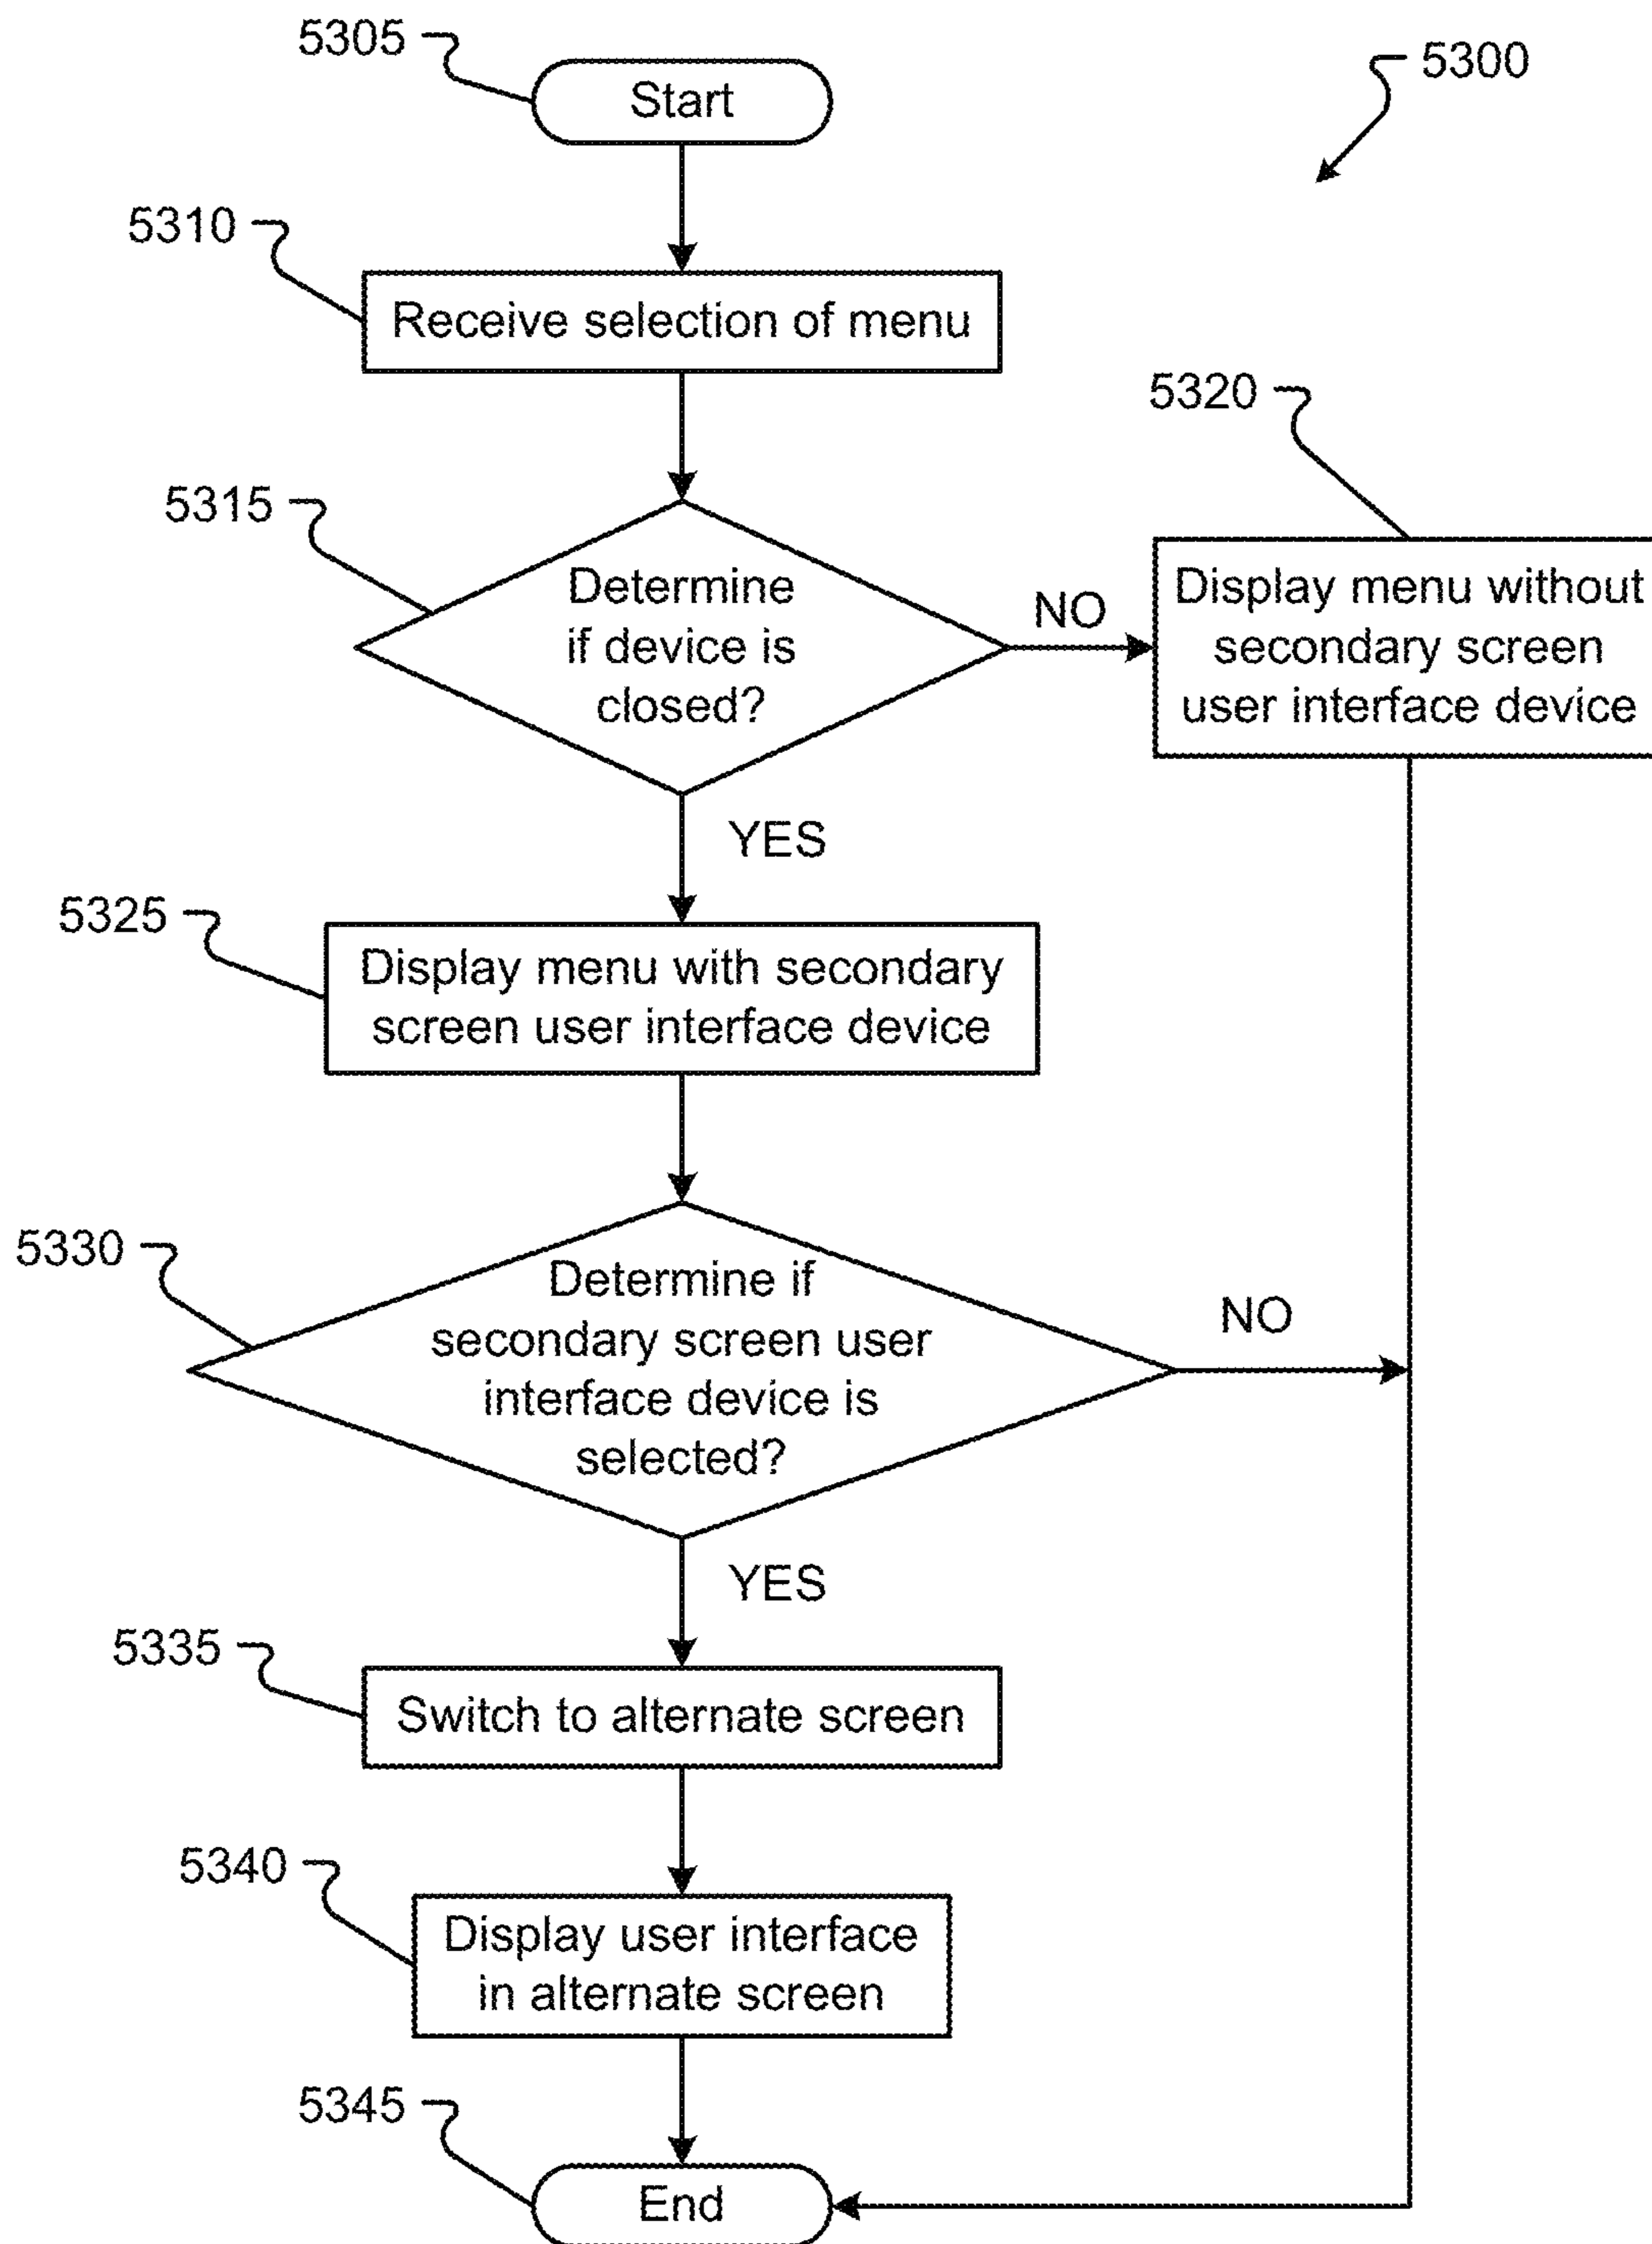 5305
Start
5300
5310
Receive selection of menu
5320
5315
Determine
if device is
closed?
NO
Display menu without
secondary screen
user interface device
YES
5325
Display menu with secondary
screen user interface device
5330
Determine if
secondary screen user
interface device is
selected?
NO
YES
5335
Switch to alternate screen
5340
Display user interface
in alternate screen
5345
End